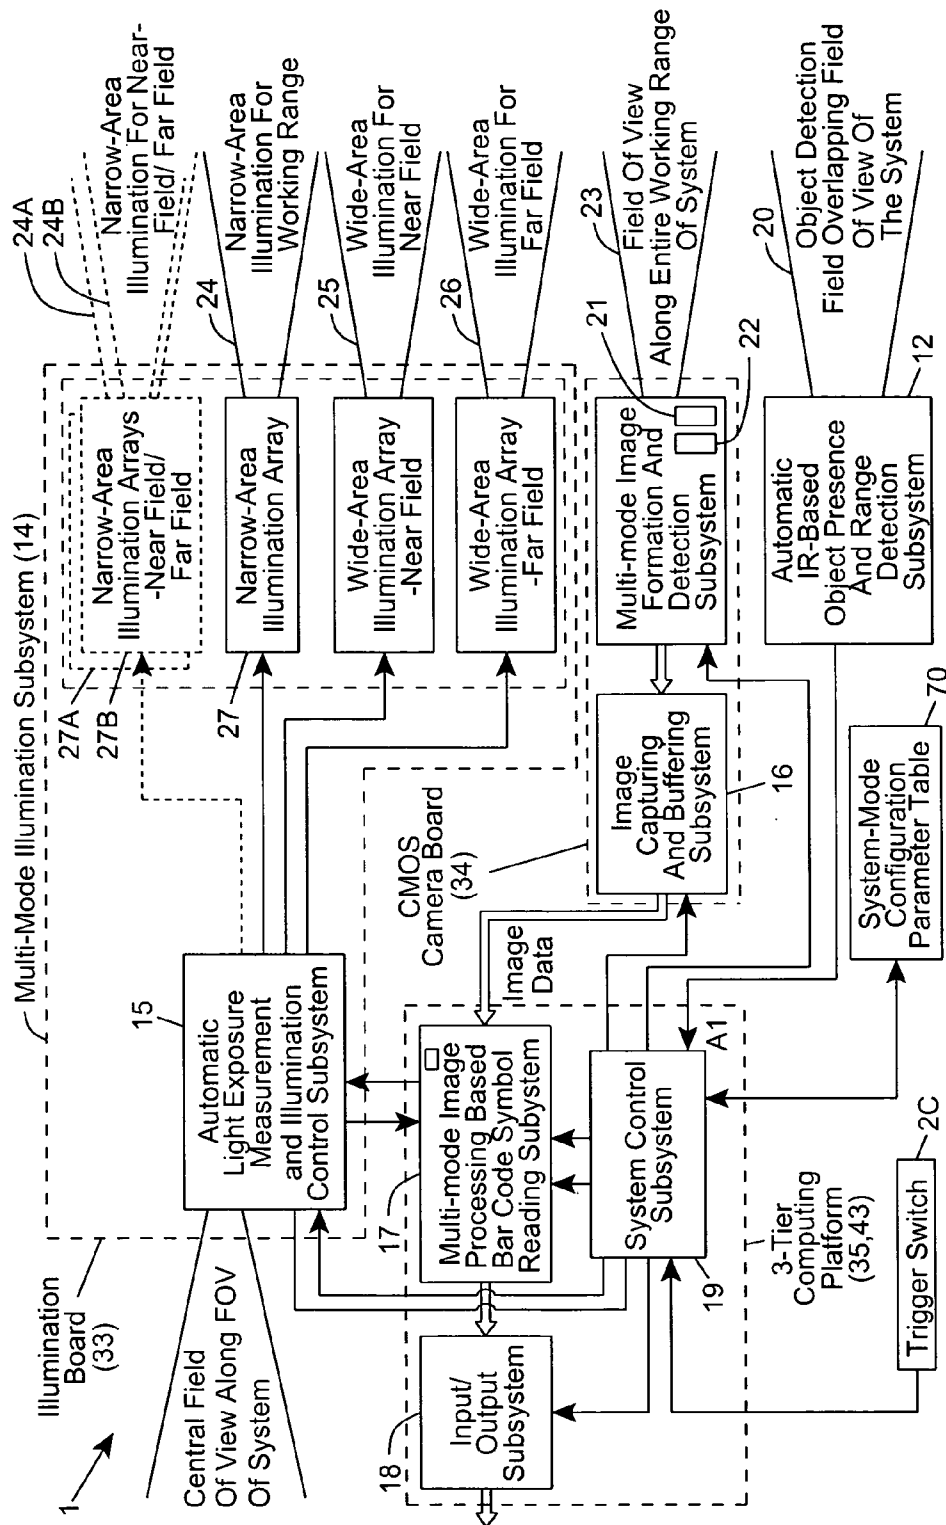 Multi-Mode Illumination Subsystem (14)
24A
24B
Narrow-Area
Illumination For Near-
Field/ Far Field
27A
27B
Narrow-Area
Illumination Arrays
-Near Field/
Far Field
24
Narrow-Area
Illumination For
Working Range
27
Narrow-Area
Illumination Array
25
Wide-Area
Illumination For
Near Field
Wide-Area
Illumination Array
-Near Field
26
Wide-Area
Illumination For
Far Field
Wide-Area
Illumination Array
-Far Field
15
Automatic
Light Exposure
Measurement
and Illumination
Control Subsystem
Illumination
Board
(33)
1
Central Field
Of View Along FOV
Of System
CMOS
Camera Board
(34)
23
Field Of View
Along Entire Working Range
Of System
21
22
Multi-mode Image
Formation And
Detection
Subsystem
Image
Capturing
And Buffering
Subsystem
16
Image
Data
17
Multi-mode Image
Processing Based
Bar Code Symbol
Reading Subystem
18
Input/
Output
Subsystem
System Control
Subsystem
19
A1
20
Object Detection
Field Overlapping Field
Of View Of
The System
12
Automatic
IR-Based
Object Presence
And Range
Detection
Subsystem
70
System-Mode
Configuration
Parameter Table
3-Tier
Computing
Platform
(35,43)
2C
Trigger Switch